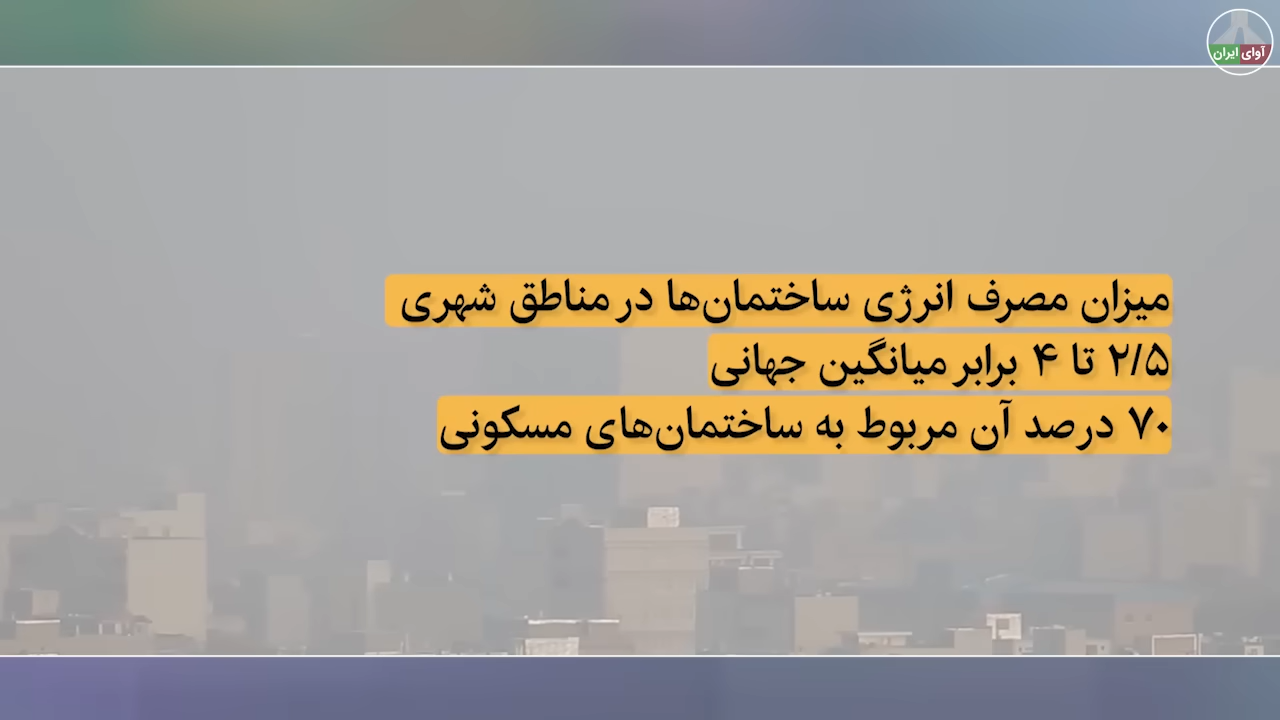 آوای ایران
میزان مصرف انرژی ساختمان‌ها در مناطق شهری
۲/۵ تا ۴ برابر میانگین جهانی
۷۰ درصد آن مربوط به ساختمان‌های مسکونی